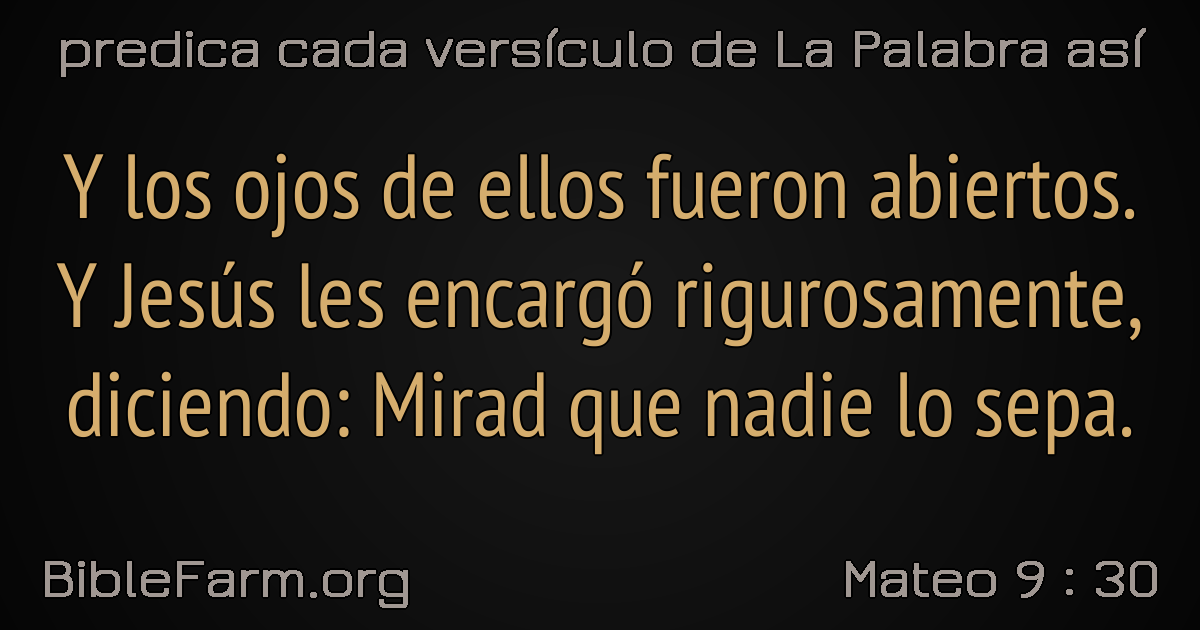 predica cada versículo de La Palabra así
Y los ojos de ellos fueron abiertos.
Y Jesús les encargó rigurosamente,
diciendo: Mirad que nadie lo sepa.
BibleFarm.org
Mateo 9 : 30